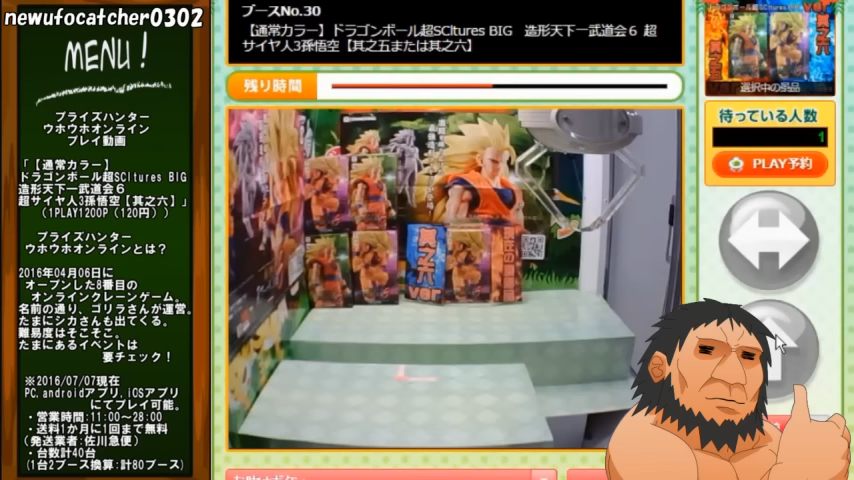 newufocatcher0302
MENU!
プライズハンター
ウホウホオンライン
プレイ動画
「【通常カラー】
ドラゴンボール超SCltures BIG
造形天下一武道会６
超サイヤ人3孫悟空【其之六】」
(1PLAY1200P（120円）)
プライズハンター
ウホウホオンラインとは？
2016年04月06日に
オープンした8番目の
オンラインクレーンゲーム。
名前の通り、ゴリラさんが運営。
たまにシカさんも出てくる。
難易度はそこそこ。
たまにあるイベントは
要チェック！
※2016/07/07現在
PC,androidアプリ,iOSアプリ
にてプレイ可能。
・営業時間:11:00～28:00
・送料1か月に1回まで無料
(発送業者:佐川急便)
・台数計40台
(1台2ブース換算:計80ブース)
ブースNo.30
【通常カラー】ドラゴンボール超SCltures BIG　造形天下一武道会６ 超
サイヤ人3孫悟空【其之五または其之六】
残り時間
其之六
ver
其之六
ver
選択中の景品
待っている人数
1
PLAY予約